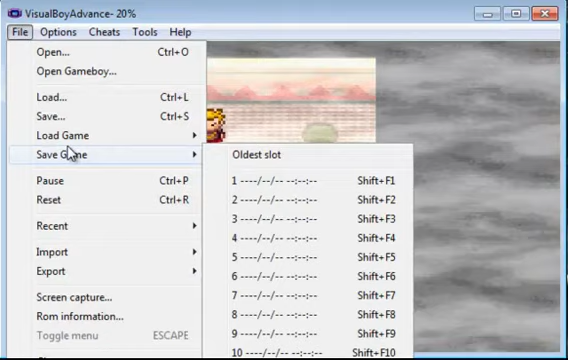 VisualBoyAdvance- 20%
File Options Cheats Tools Help
Open... Ctrl+O
Open Gameboy...
Load... Ctrl+L
Save... Ctrl+S
Load Game
Save Game
Oldest slot
Pause Ctrl+P
1 ----/--/-- --:--:-- Shift+F1
Reset Ctrl+R
2 ----/--/-- --:--:-- Shift+F2
3 ----/--/-- --:--:-- Shift+F3
Recent
4 ----/--/-- --:--:-- Shift+F4
Import
5 ----/--/-- --:--:-- Shift+F5
Export
6 ----/--/-- --:--:-- Shift+F6
Screen capture...
7 ----/--/-- --:--:-- Shift+F7
Rom information...
8 ----/--/-- --:--:-- Shift+F8
Toggle menu ESCAPE
9 ----/--/-- --:--:-- Shift+F9
10 ----/--/-- --:--:-- Shift+F10